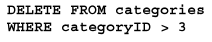 DELETE FROM categories
WHERE categoryID > 3